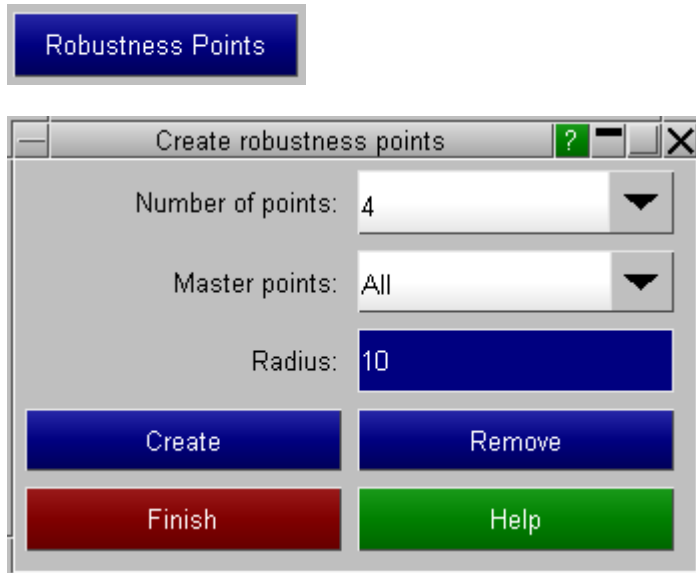 Robustness Points
Create robustness points ?
Number of points: 4
Master points: All
Radius: 10
Create Remove
Finish Help